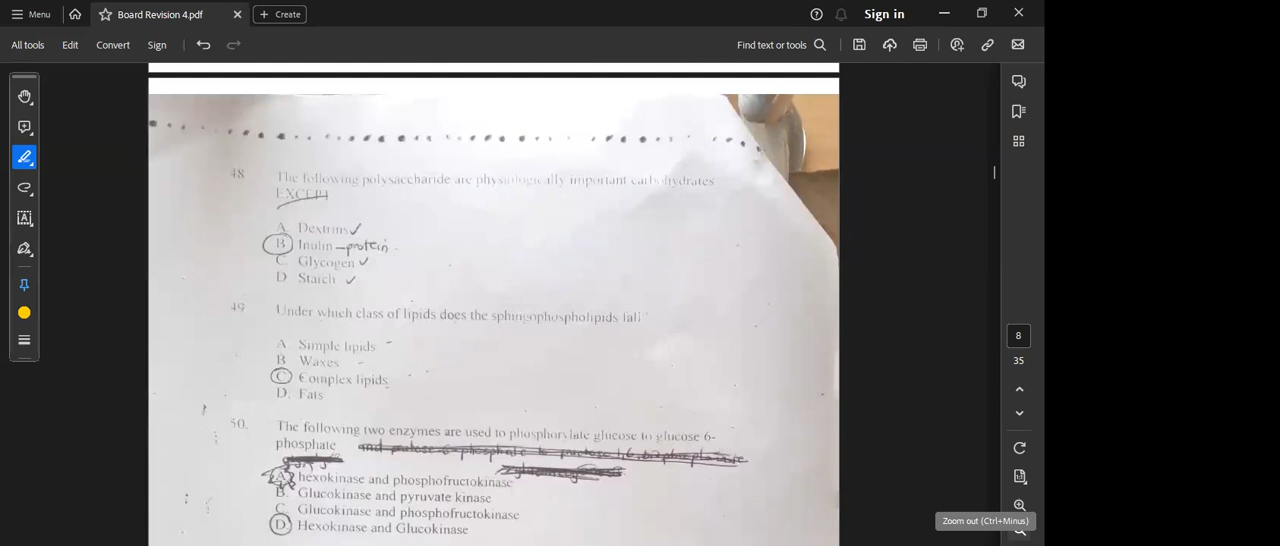 Menu
Board Revision 4.pdf
Create
Sign in
All tools Edit Convert Sign
Find text or tools
48 The following polysaccharide are physiologically important carbohydrates
EXCEPT
A. Dextrins
B Inulin - protein
C Glycogen
D Starch
49 Under which class of lipids does the sphingophospholipids fall
A Simple lipids
B Waxes
C Complex lipids
D. Fats
50. The following two enzymes are used to phosphorylate glucose to glucose 6-
phosphate
A hexokinase and phosphofructokinase
B. Glucokinase and pyruvate kinase
C. Glucokinase and phosphofructokinase
D. Hexokinase and Glucokinase
8
35
Zoom out (Ctrl+Minus)